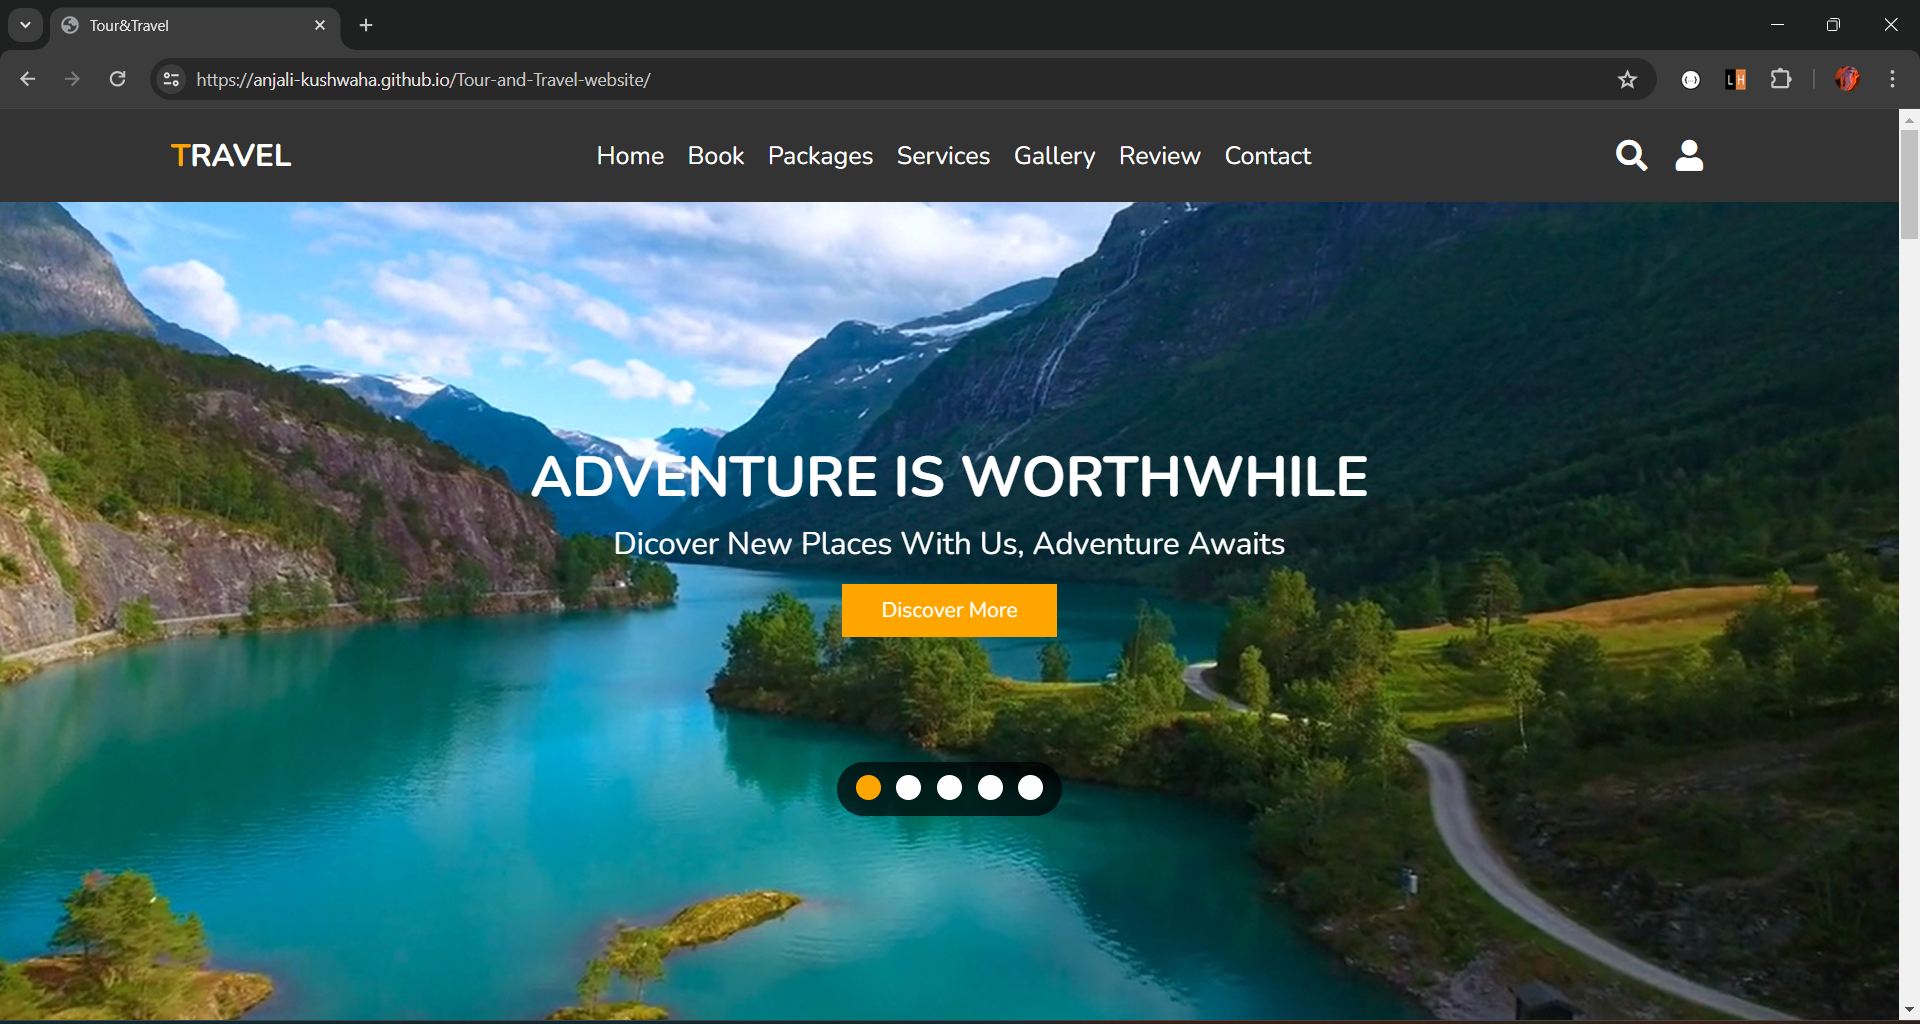 Tour&Travel
https://anjali-kushwaha.github.io/Tour-and-Travel-website/
L H
TRAVEL
Home Book Packages Services Gallery Review Contact
ADVENTURE IS WORTHWHILE
Dicover New Places With Us, Adventure Awaits
Discover More